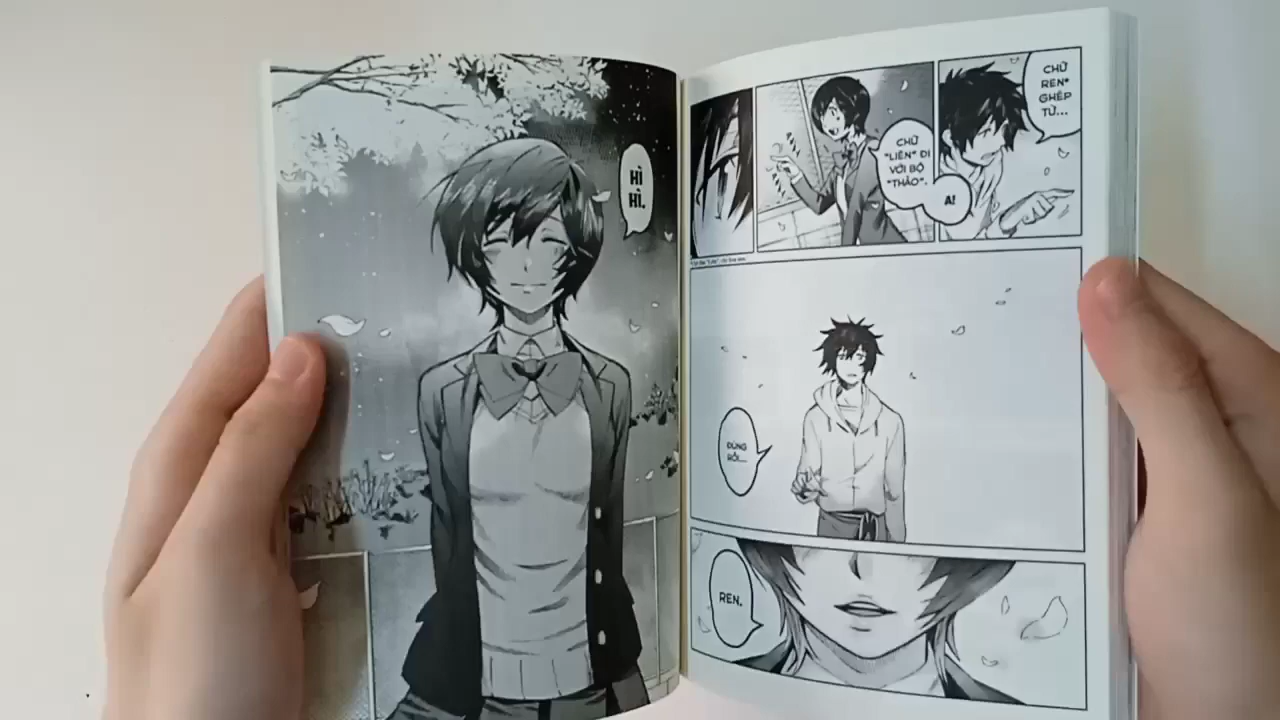 CHỮ
REN*
GHÉP
TỪ...
A!
CHỮ
"LIÊN" ĐI
VỚI BỘ
"THẢO".
ĐÚNG
RỒI...
REN.
HÌ
HÌ.